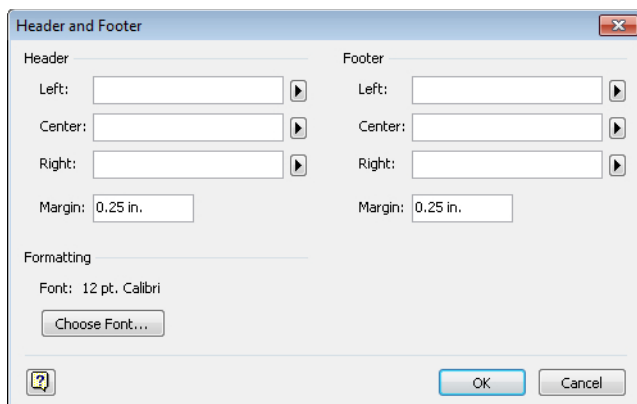 Header and Footer
Header
Left:
Center:
Right:
Margin: 0.25 in.
Footer
Left:
Center:
Right:
Margin: 0.25 in.
Formatting
Font: 12 pt. Calibri
Choose Font...
?
OK
Cancel